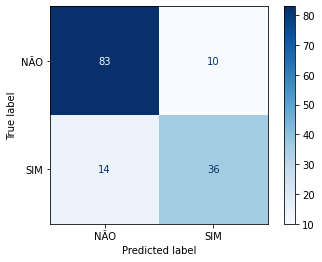 80
NÃO 83 10 70
60
True label 50
40
SIM 14 36 30
20
10
NÃO SIM
Predicted label